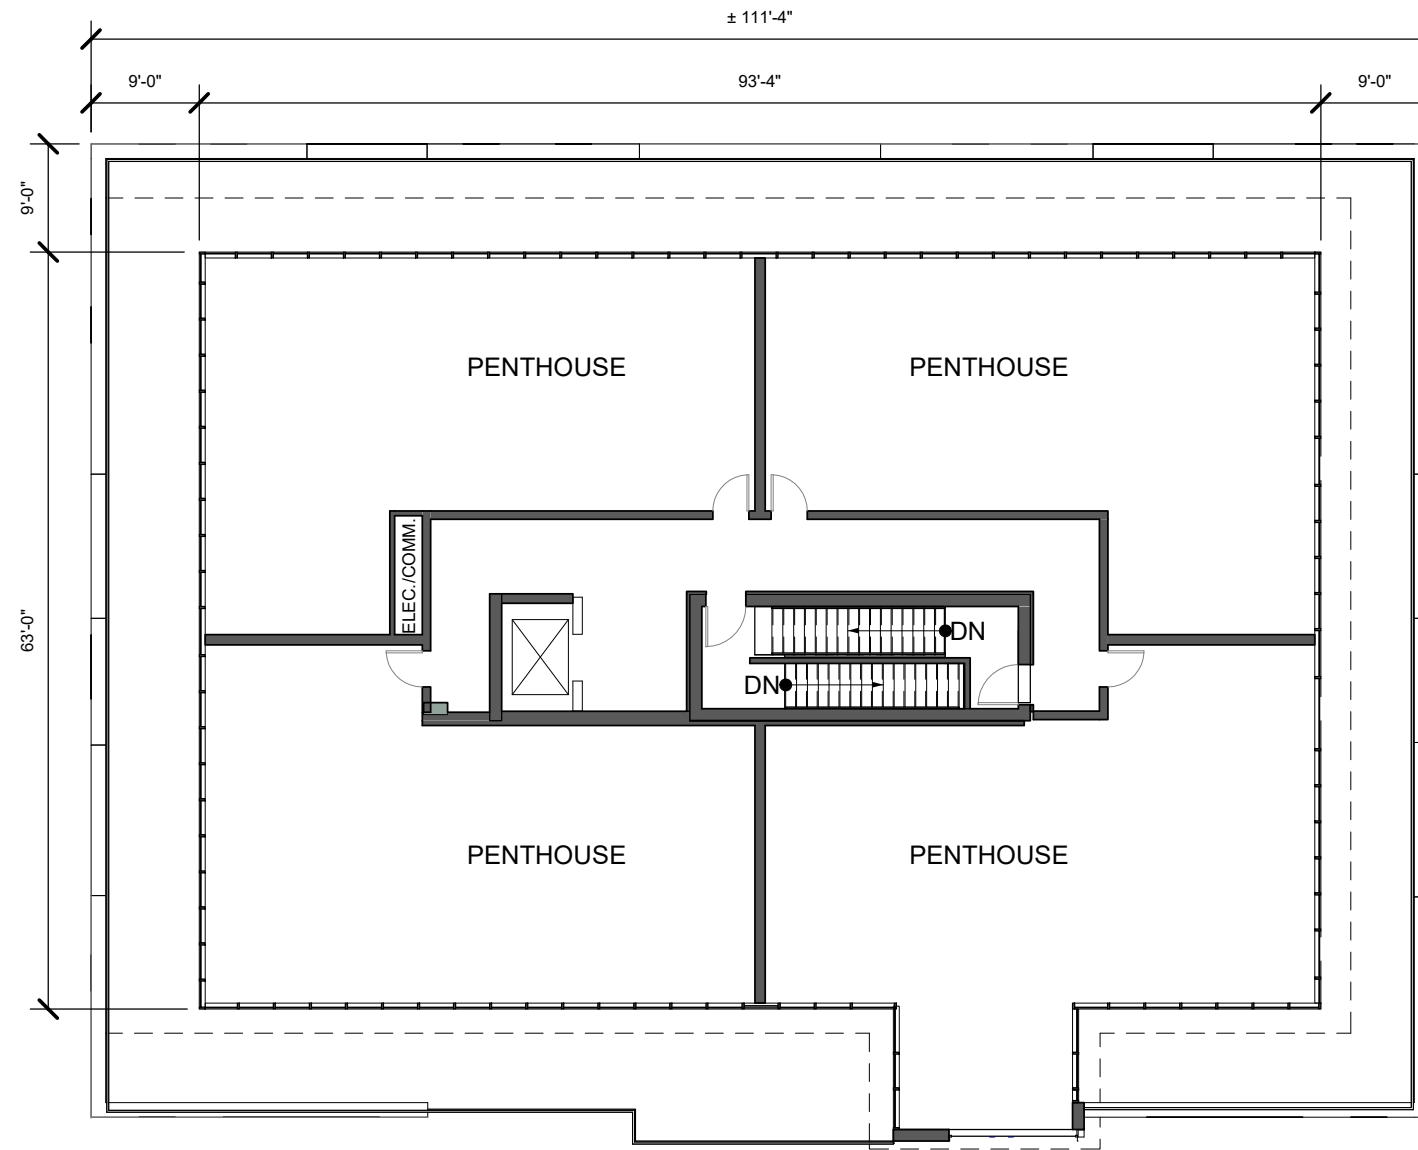 ± 111'-4"
9'-0"
93'-4"
9'-0"
9'-0"
PENTHOUSE
PENTHOUSE
ELEC./COMM.
63'-0"
DN
DN
PENTHOUSE
PENTHOUSE